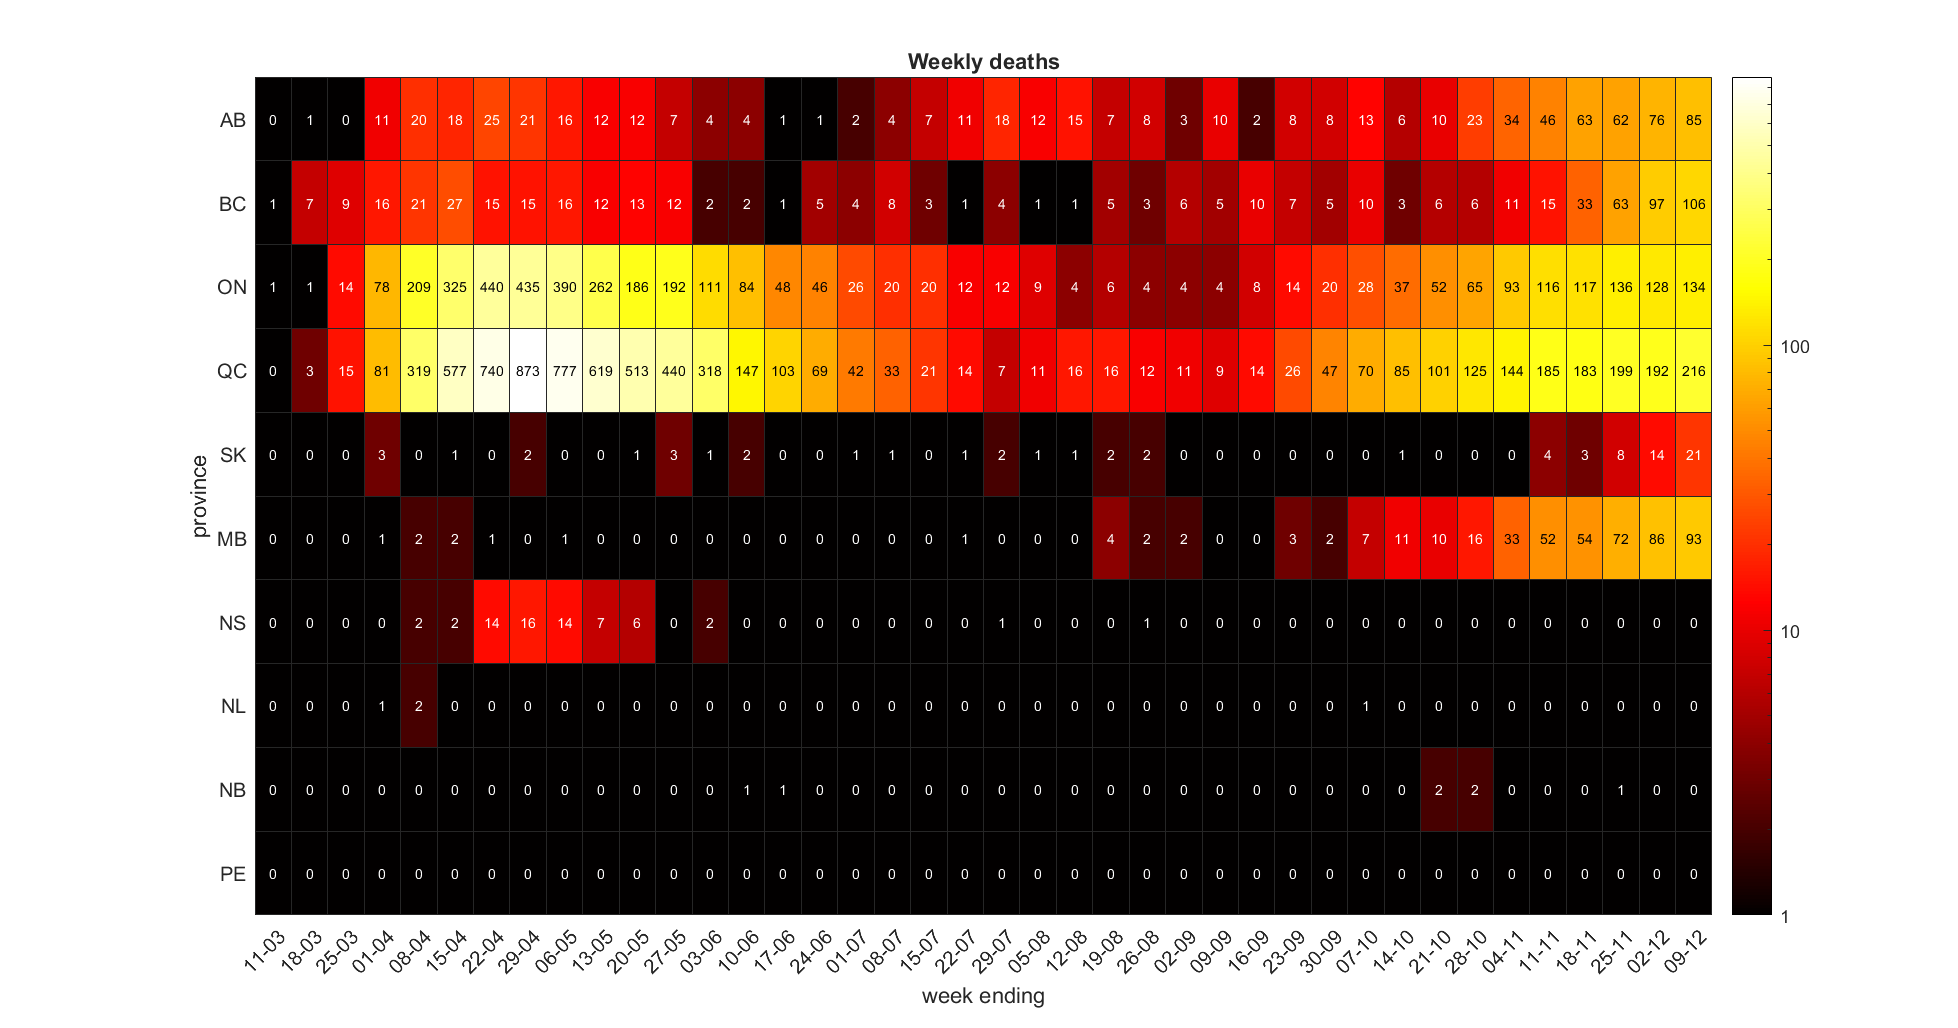 Weekly deaths
AB 0 1 0 11 20 18 25 21 16 12 12 7 4 4 1 1 2 4 7 11 18 12 15 7 8 3 10 2 8 8 13 6 10 23 34 46 63 62 76 85
BC 1 7 9 16 21 27 15 15 16 12 13 12 2 2 1 5 4 8 3 1 4 1 1 5 3 6 5 10 7 5 10 3 6 6 11 15 33 63 97 106
ON 1 1 14 78 209 325 440 435 390 262 186 192 111 84 48 46 26 20 20 12 12 9 4 6 4 4 4 8 14 20 28 37 52 65 93 116 117 136 128 134
QC 0 3 15 81 319 577 740 873 777 619 513 440 318 147 103 69 42 33 21 14 7 11 16 16 12 11 9 14 26 47 70 85 101 125 144 185 183 199 192 216
100
SK 0 0 0 3 0 1 0 2 0 0 1 3 1 2 0 0 1 1 0 1 2 1 1 2 2 0 0 0 0 0 0 1 0 0 0 4 3 8 14 21
province
MB 0 0 0 1 2 2 1 0 1 0 0 0 0 0 0 0 0 0 0 1 0 0 0 4 2 2 0 0 3 2 7 11 10 16 33 52 54 72 86 93
NS 0 0 0 0 2 2 14 16 14 7 6 0 2 0 0 0 0 0 0 0 1 0 0 0 1 0 0 0 0 0 0 0 0 0 0 0 0 0 0 0
10
NL 0 0 0 1 2 0 0 0 0 0 0 0 0 0 0 0 0 0 0 0 0 0 0 0 0 0 0 0 0 0 1 0 0 0 0 0 0 0 0 0
NB 0 0 0 0 0 0 0 0 0 0 0 0 0 1 1 0 0 0 0 0 0 0 0 0 0 0 0 0 0 0 0 0 2 2 0 0 0 1 0 0
PE 0 0 0 0 0 0 0 0 0 0 0 0 0 0 0 0 0 0 0 0 0 0 0 0 0 0 0 0 0 0 0 0 0 0 0 0 0 0 0 0
1
11-03 18-03 25-03 01-04 08-04 15-04 22-04 29-04 06-05 13-05 20-05 27-05 03-06 10-06 17-06 24-06 01-07 08-07 15-07 22-07 29-07 05-08 12-08 19-08 26-08 02-09 09-09 16-09 23-09 30-09 07-10 14-10 21-10 28-10 04-11 11-11 18-11 25-11 02-12 09-12
week ending